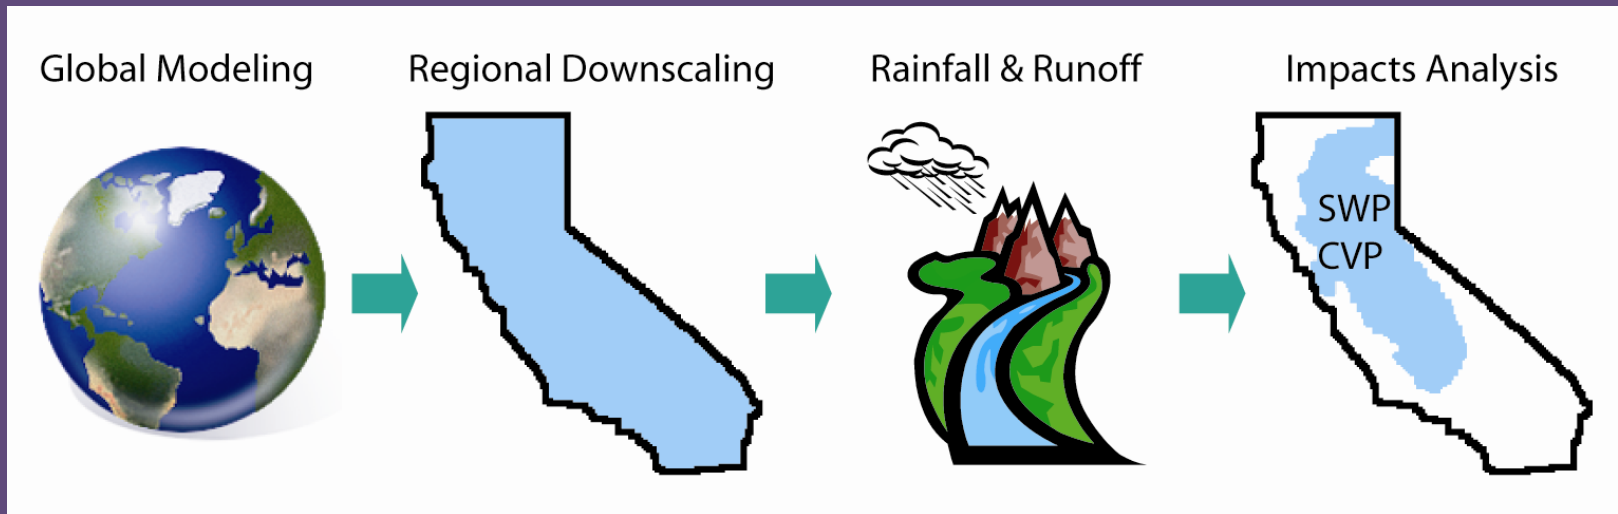 Global Modeling
Regional Downscaling
Rainfall & Runoff
Impacts Analysis
SWP
CVP